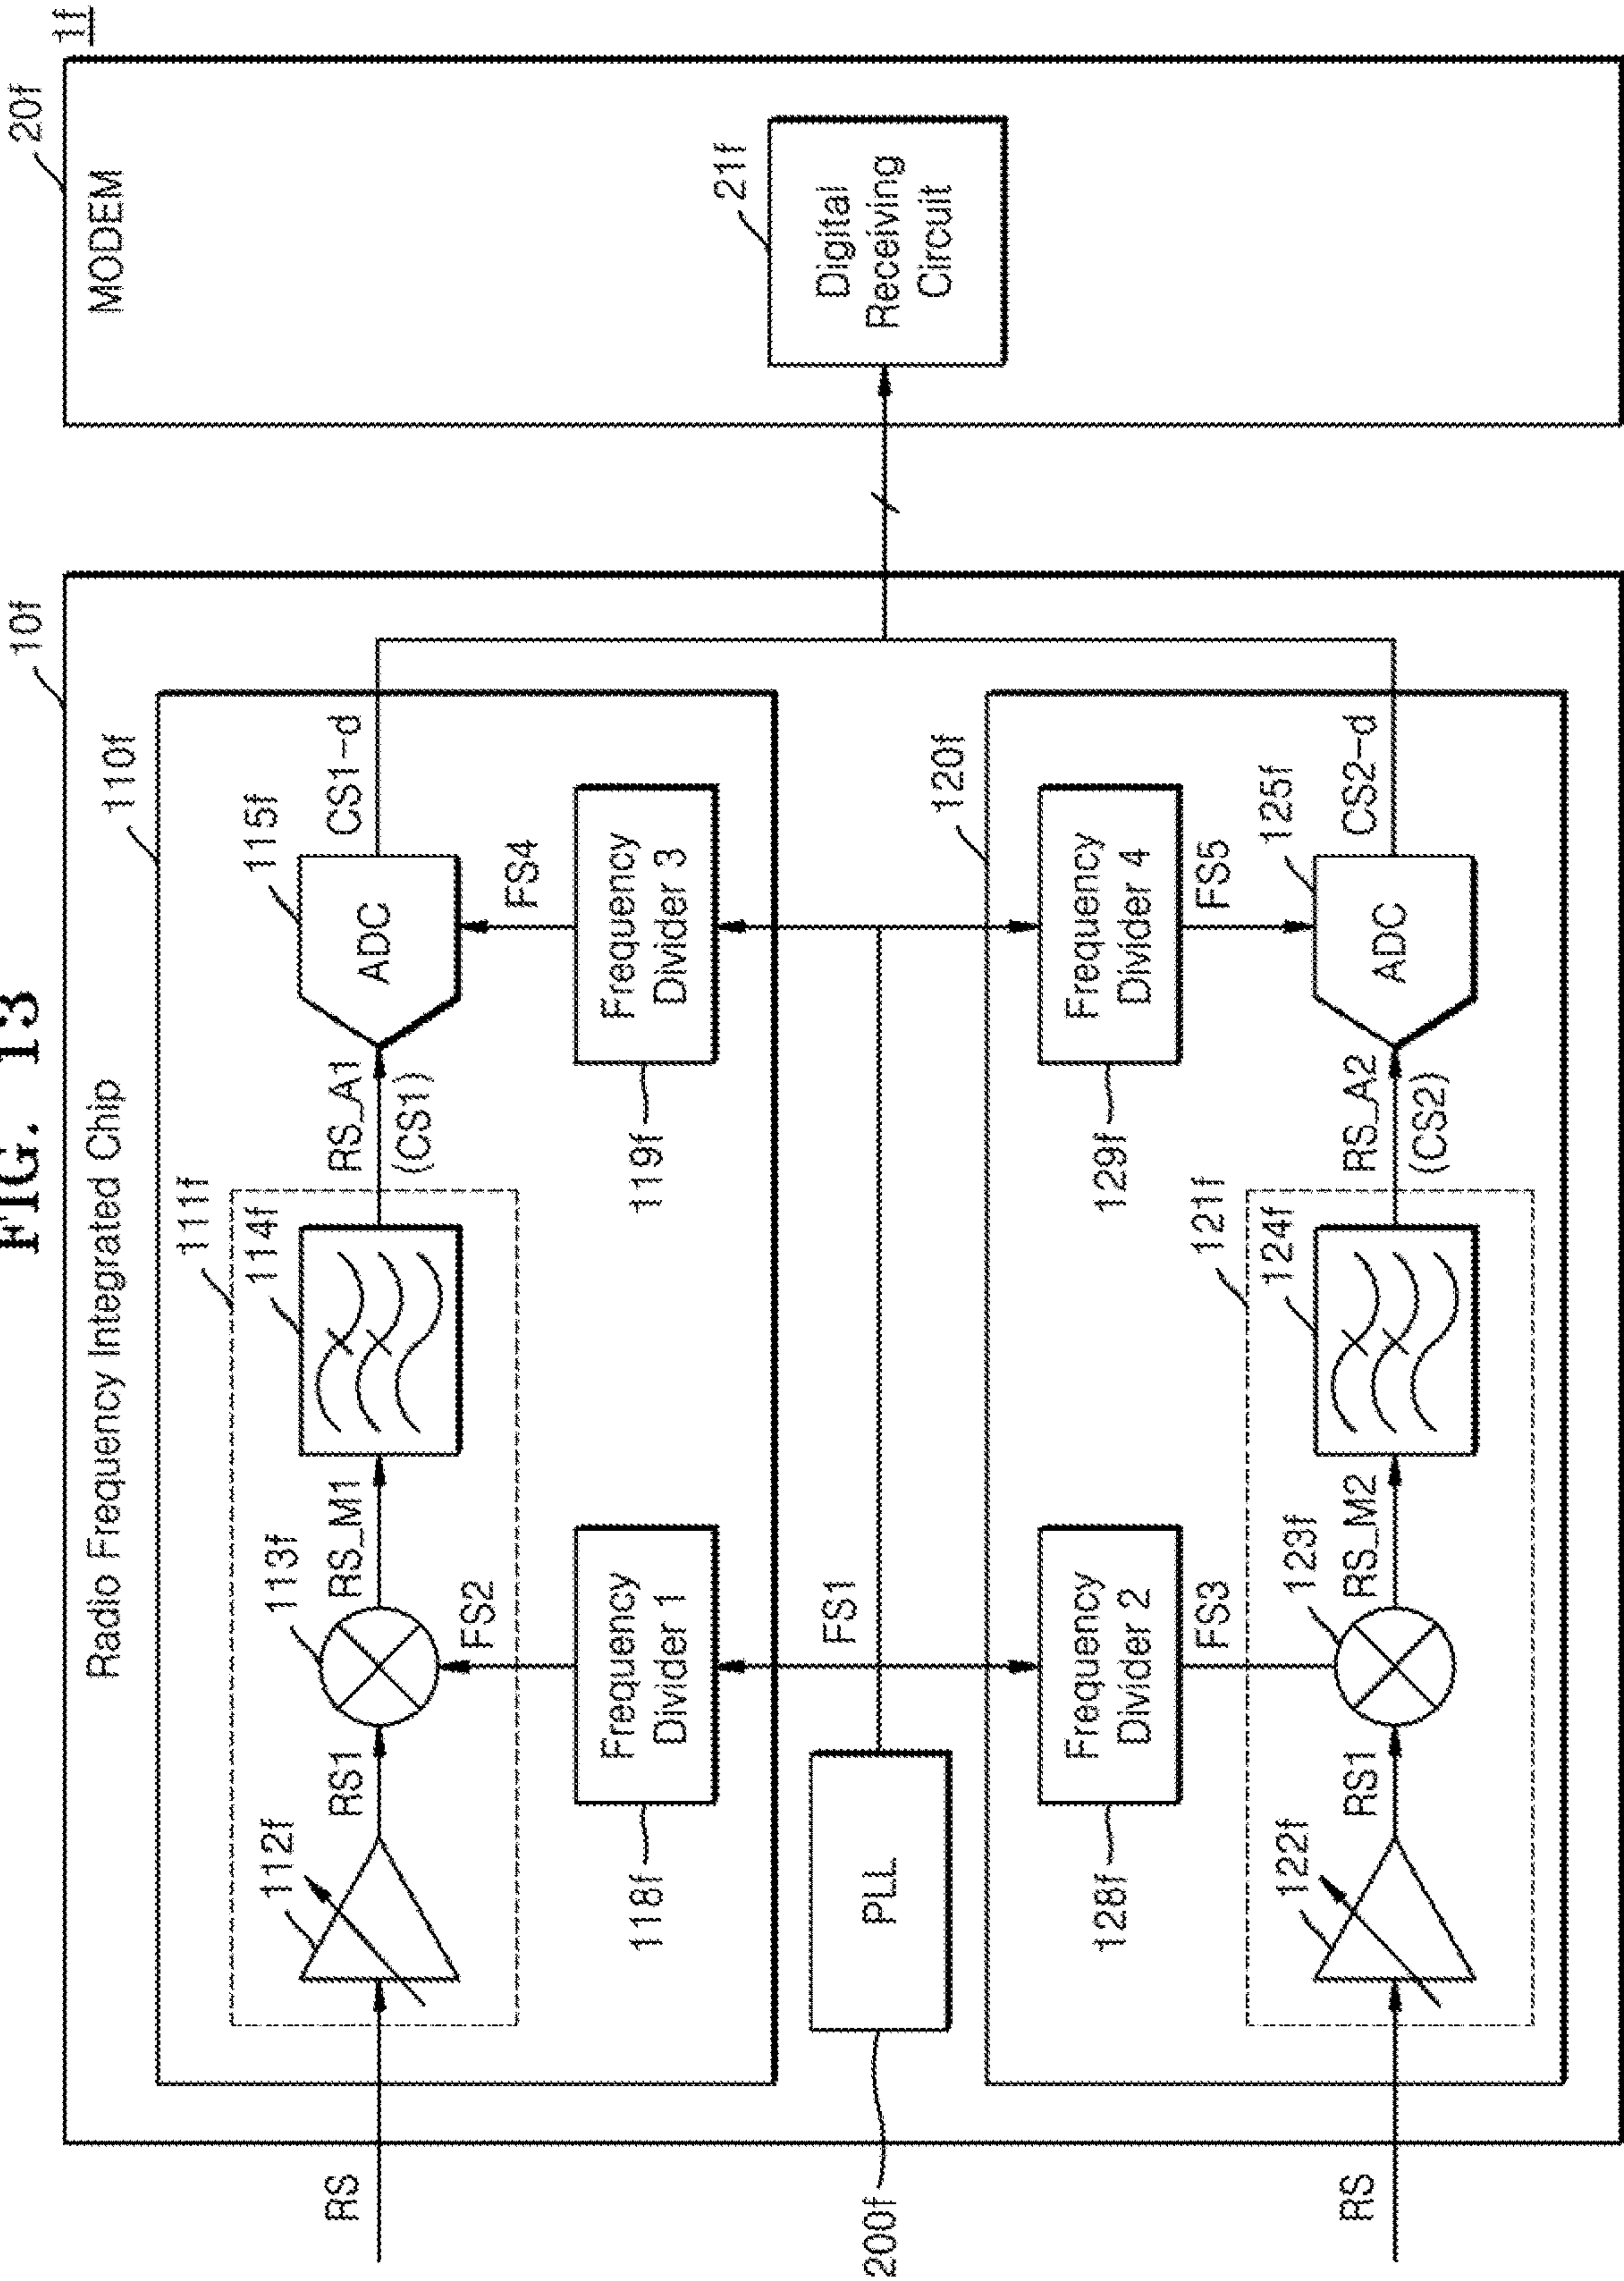 FIG. 13
1f
10f
20f
Radio Frequency Integrated Chip
MODEM
110f
111f
112f
113f
114f
115f
RS
RS1
RS_M1
RS_A1
(CS1)
ADC
CS1-d
FS2
FS4
Frequency
Divider 1
Frequency
Divider 3
118f
119f
PLL
200f
FS1
21f
Digital
Receiving
Circuit
120f
128f
129f
Frequency
Divider 2
Frequency
Divider 4
FS3
FS5
121f
122f
123f
124f
125f
RS
RS1
RS_M2
RS_A2
(CS2)
ADC
CS2-d